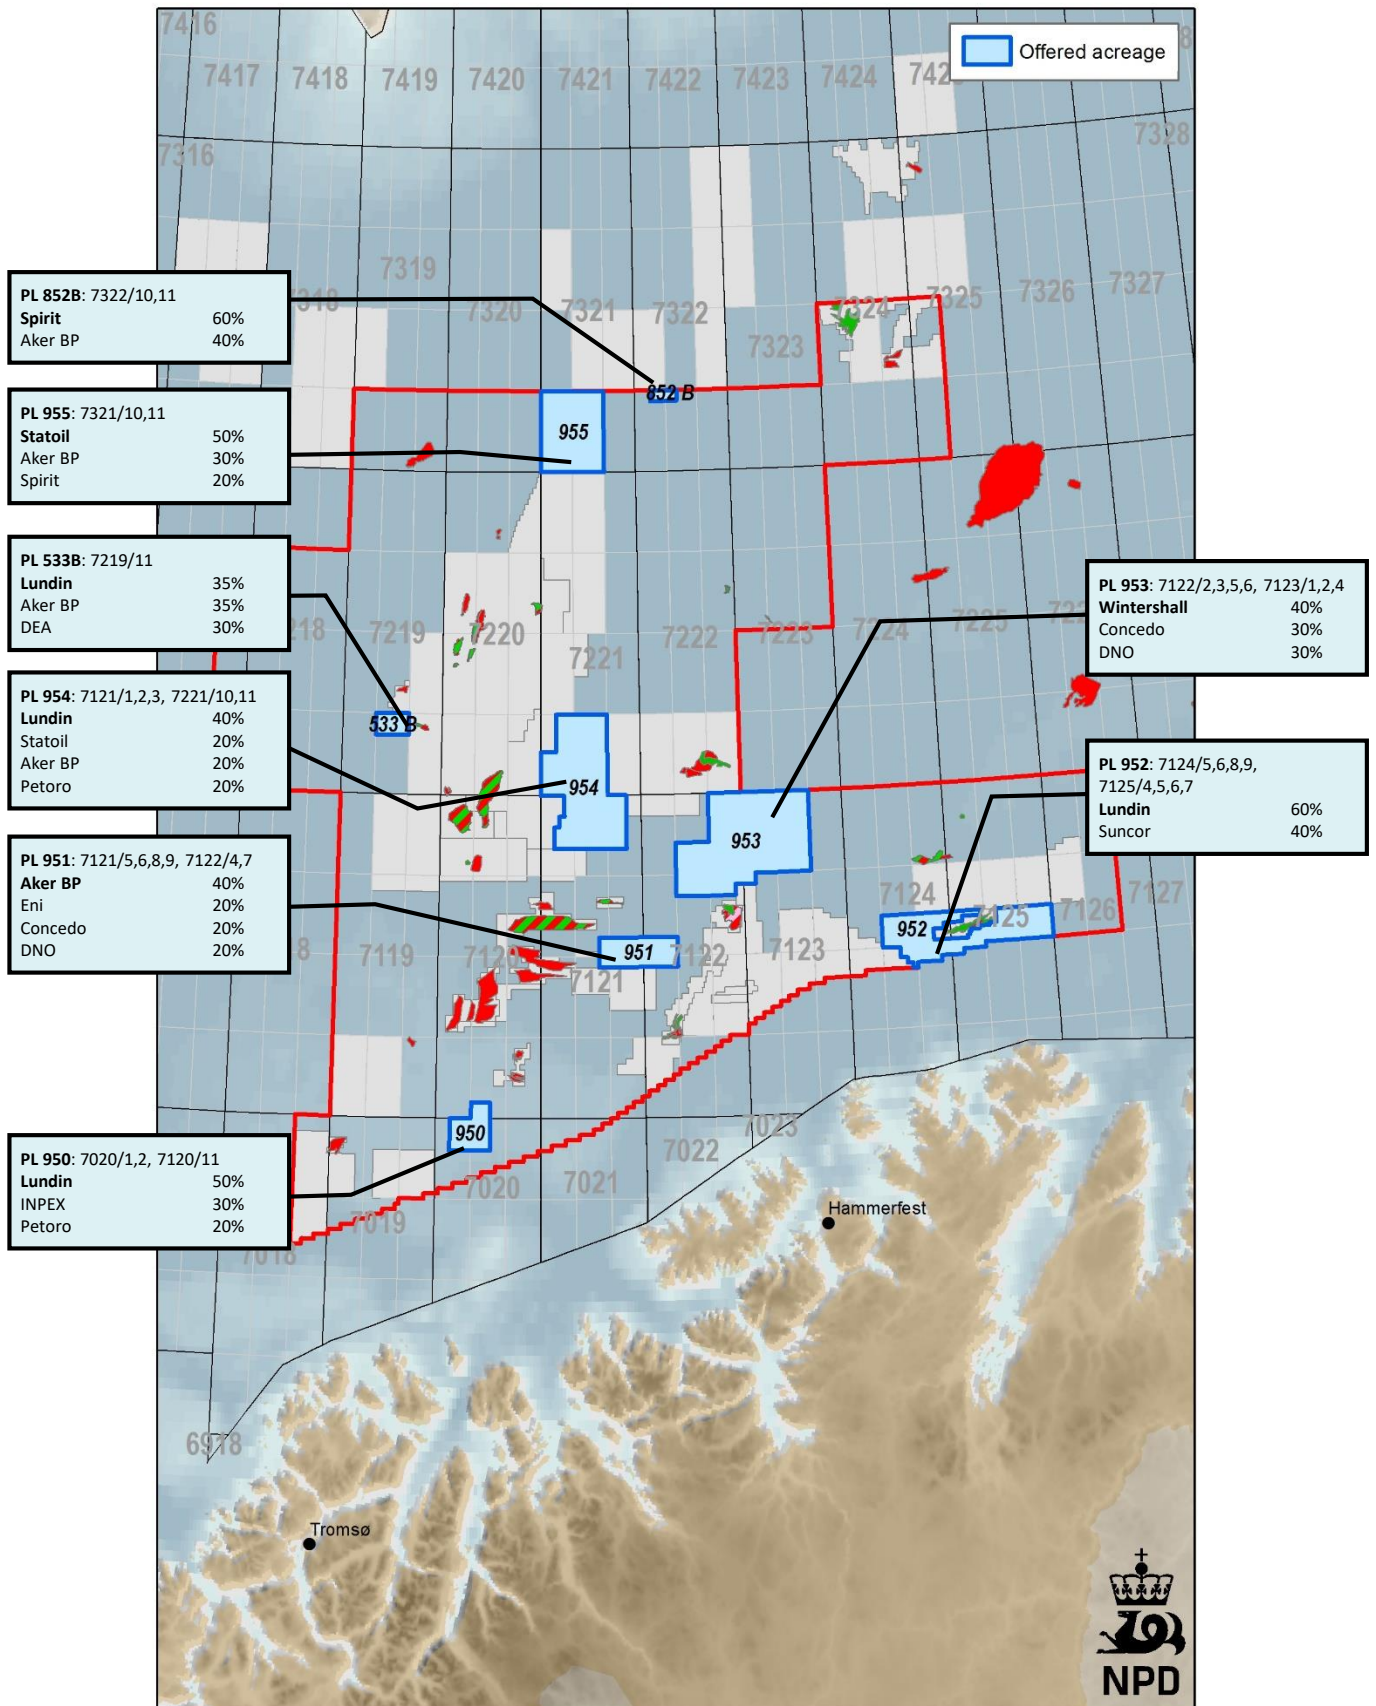 7416
7417 7418 7419 7420 7421 7422 7423 7424
Offered acreage
7316
7328
7319
7320 7321 7322
7323
7324 7325 7326 7327
PL 852B: 7322/10,11
Spirit 60%
Aker BP 40%
852 B
PL 955: 7321/10,11
Statoil 50%
Aker BP 30%
Spirit 20%
955
PL 533B: 7219/11
Lundin 35%
Aker BP 35%
DEA 30%
7219 7220 7221 7222 7223 7224 7225
533 B
PL 953: 7122/2,3,5,6, 7123/1,2,4
Wintershall 40%
Concedo 30%
DNO 30%
PL 954: 7121/1,2,3, 7221/10,11
Lundin 40%
Statoil 20%
Aker BP 20%
Petoro 20%
954
953
PL 952: 7124/5,6,8,9,
7125/4,5,6,7
Lundin 60%
Suncor 40%
PL 951: 7121/5,6,8,9, 7122/4,7
Aker BP 40%
Eni 20%
Concedo 20%
DNO 20%
7124 7125 7126 7127
952
951
7119 7120 7121 7122 7123
950
PL 950: 7020/1,2, 7120/11
Lundin 50%
INPEX 30%
Petoro 20%
7018 7019 7020 7021 7022 7023
Hammerfest
6918
Tromsø
NPD